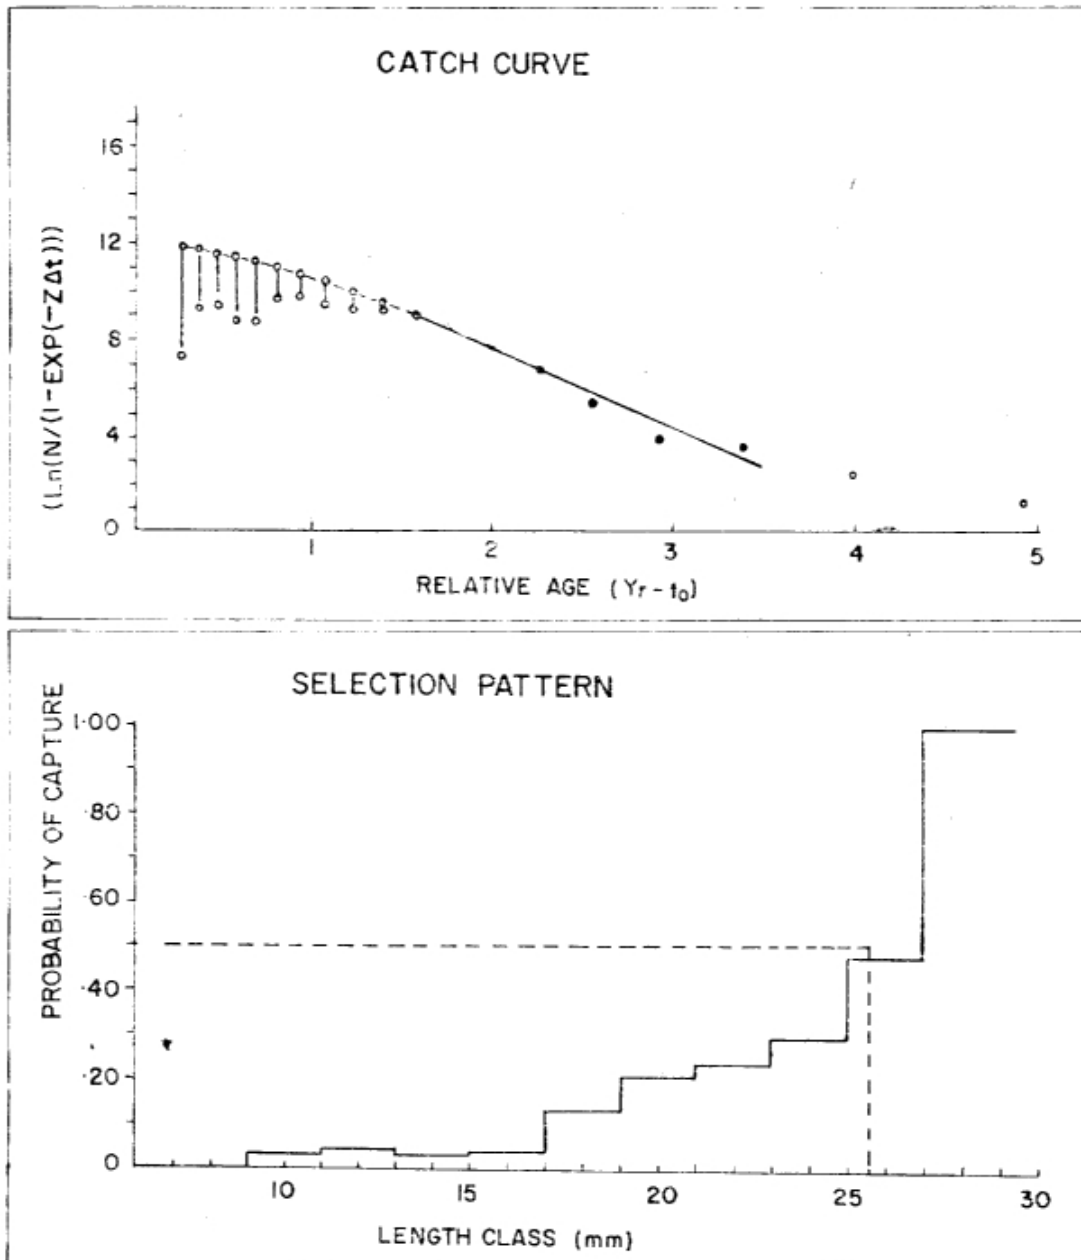 CATCH CURVE
(Ln(N/(1-EXP(-ZΔt)))
16
12
8
4
0
1 2 3 4 5
RELATIVE AGE (Yr-to)
SELECTION PATTERN
PROBABILITY OF CAPTURE
1·00
·80
·60
·40
·20
0
10 15 20 25 30
LENGTH CLASS (mm)